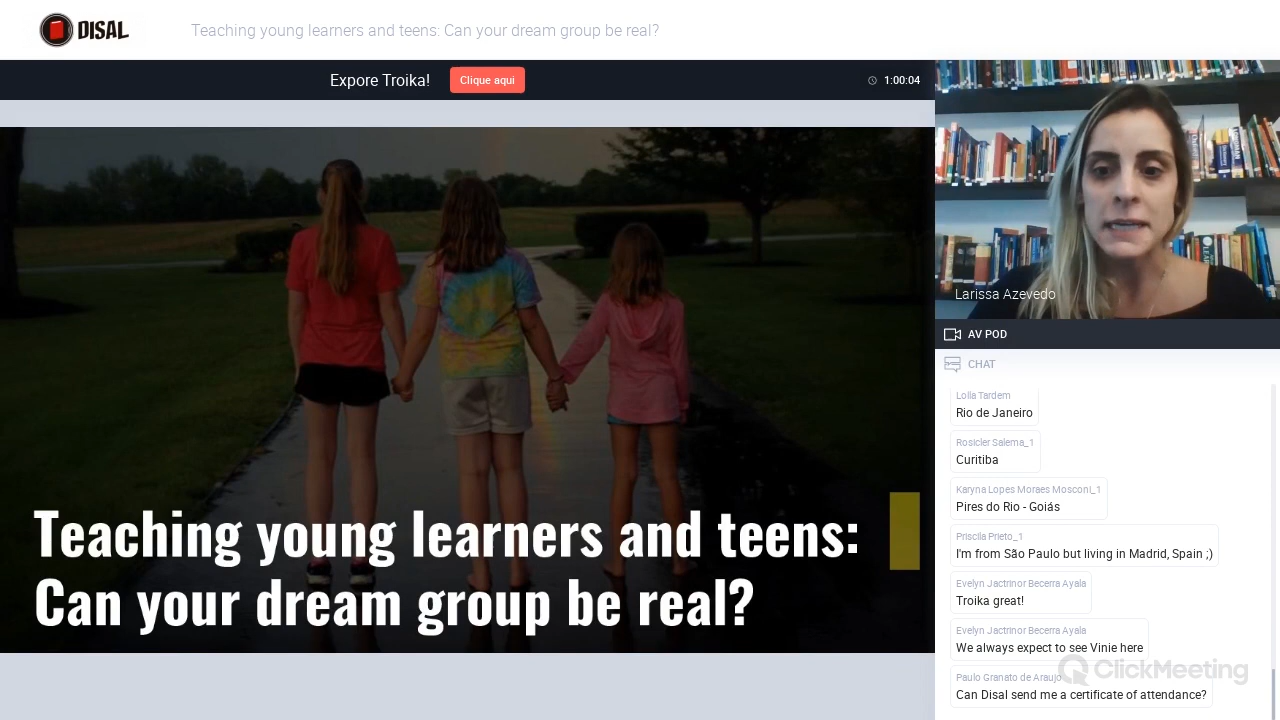 DISAL
Teaching young learners and teens: Can your dream group be real?
Expore Troika!
Clique aqui
1:00:04
Teaching young learners and teens:
Can your dream group be real?
Larissa Azevedo
AV POD
CHAT
Lolla Tardem
Rio de Janeiro
Rosicler Salema_1
Curitiba
Karyna Lopes Moraes Mosconi_1
Pires do Rio - Goiás
Priscila Prieto_1
I'm from São Paulo but living in Madrid, Spain ;)
Evelyn Jactrinor Becerra Ayala
Troika great!
Evelyn Jactrinor Becerra Ayala
We always expect to see Vinie here
Paulo Granato de Araujo
Can Disal send me a certificate of attendance?
ClickMeeting